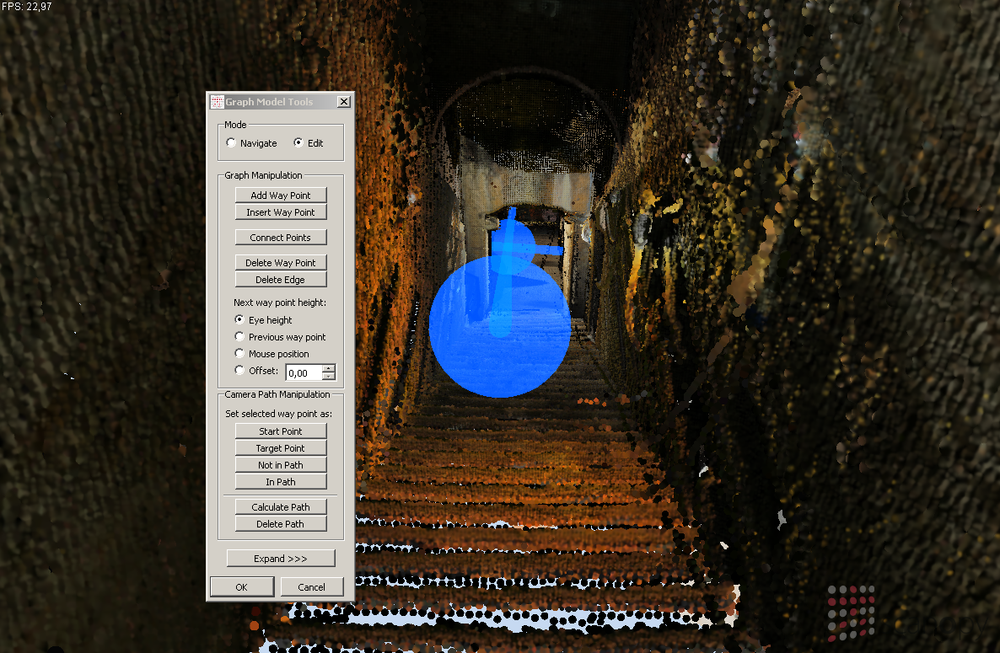 FPS: 22,97
Graph Model Tools
Mode
Navigate
Edit
Graph Manipulation
Add Way Point
Insert Way Point
Connect Points
Delete Way Point
Delete Edge
Next way point height:
Eye height
Previous way point
Mouse position
Offset: 0,00
Camera Path Manipulation
Set selected way point as:
Start Point
Target Point
Not in Path
In Path
Calculate Path
Delete Path
Expand >>>
OK
Cancel